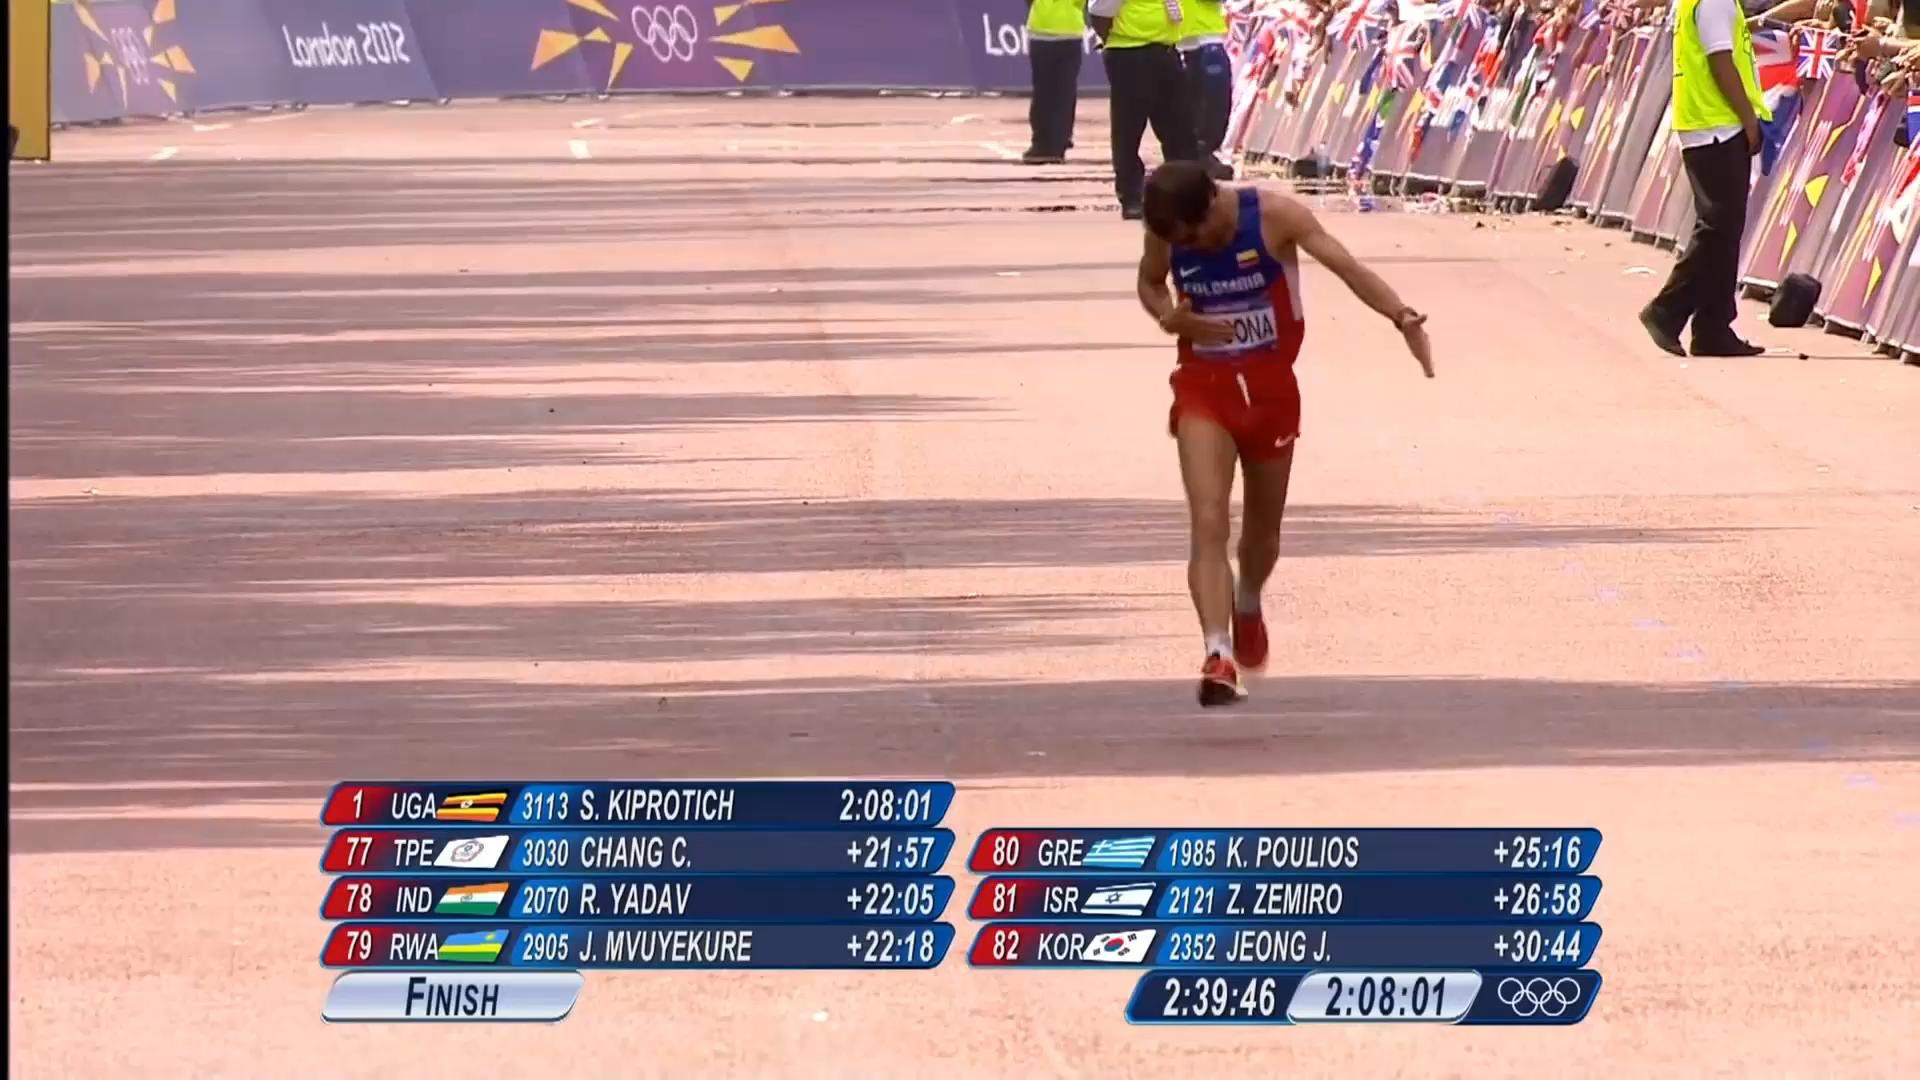 London 2012
COLOMBIA
1 UGA 3113 S. KIPROTICH 2:08:01
77 TPE 3030 CHANG C. +21:57
78 IND 2070 R. YADAV +22:05
79 RWA 2905 J. MVUYEKURE +22:18
80 GRE 1985 K. POULIOS +25:16
81 ISR 2121 Z. ZEMIRO +26:58
82 KOR 2352 JEONG J. +30:44
FINISH
2:39:46 2:08:01